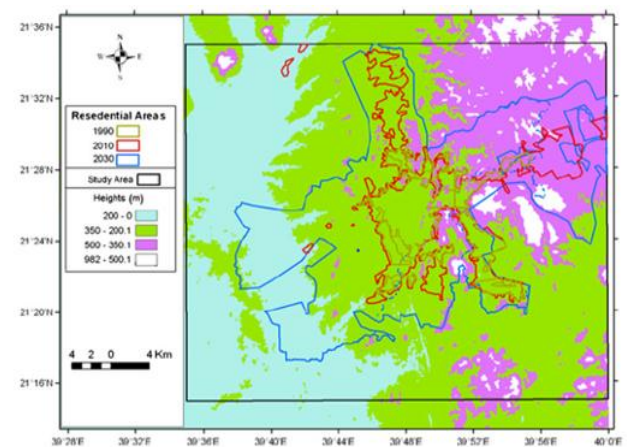 21°36'N
21°32'N
21°28'N
21°24'N
21°20'N
21°16'N
N
W E
S
Resedential Areas
1990
2010
2030
Study Area
Heights (m)
200 - 0
350 - 200.1
500 - 350.1
982 - 500.1
4 2 0 4 Km
39°28'E 39°32'E 39°36'E 39°40'E 39°44'E 39°48'E 39°52'E 39°56'E 40°0'E